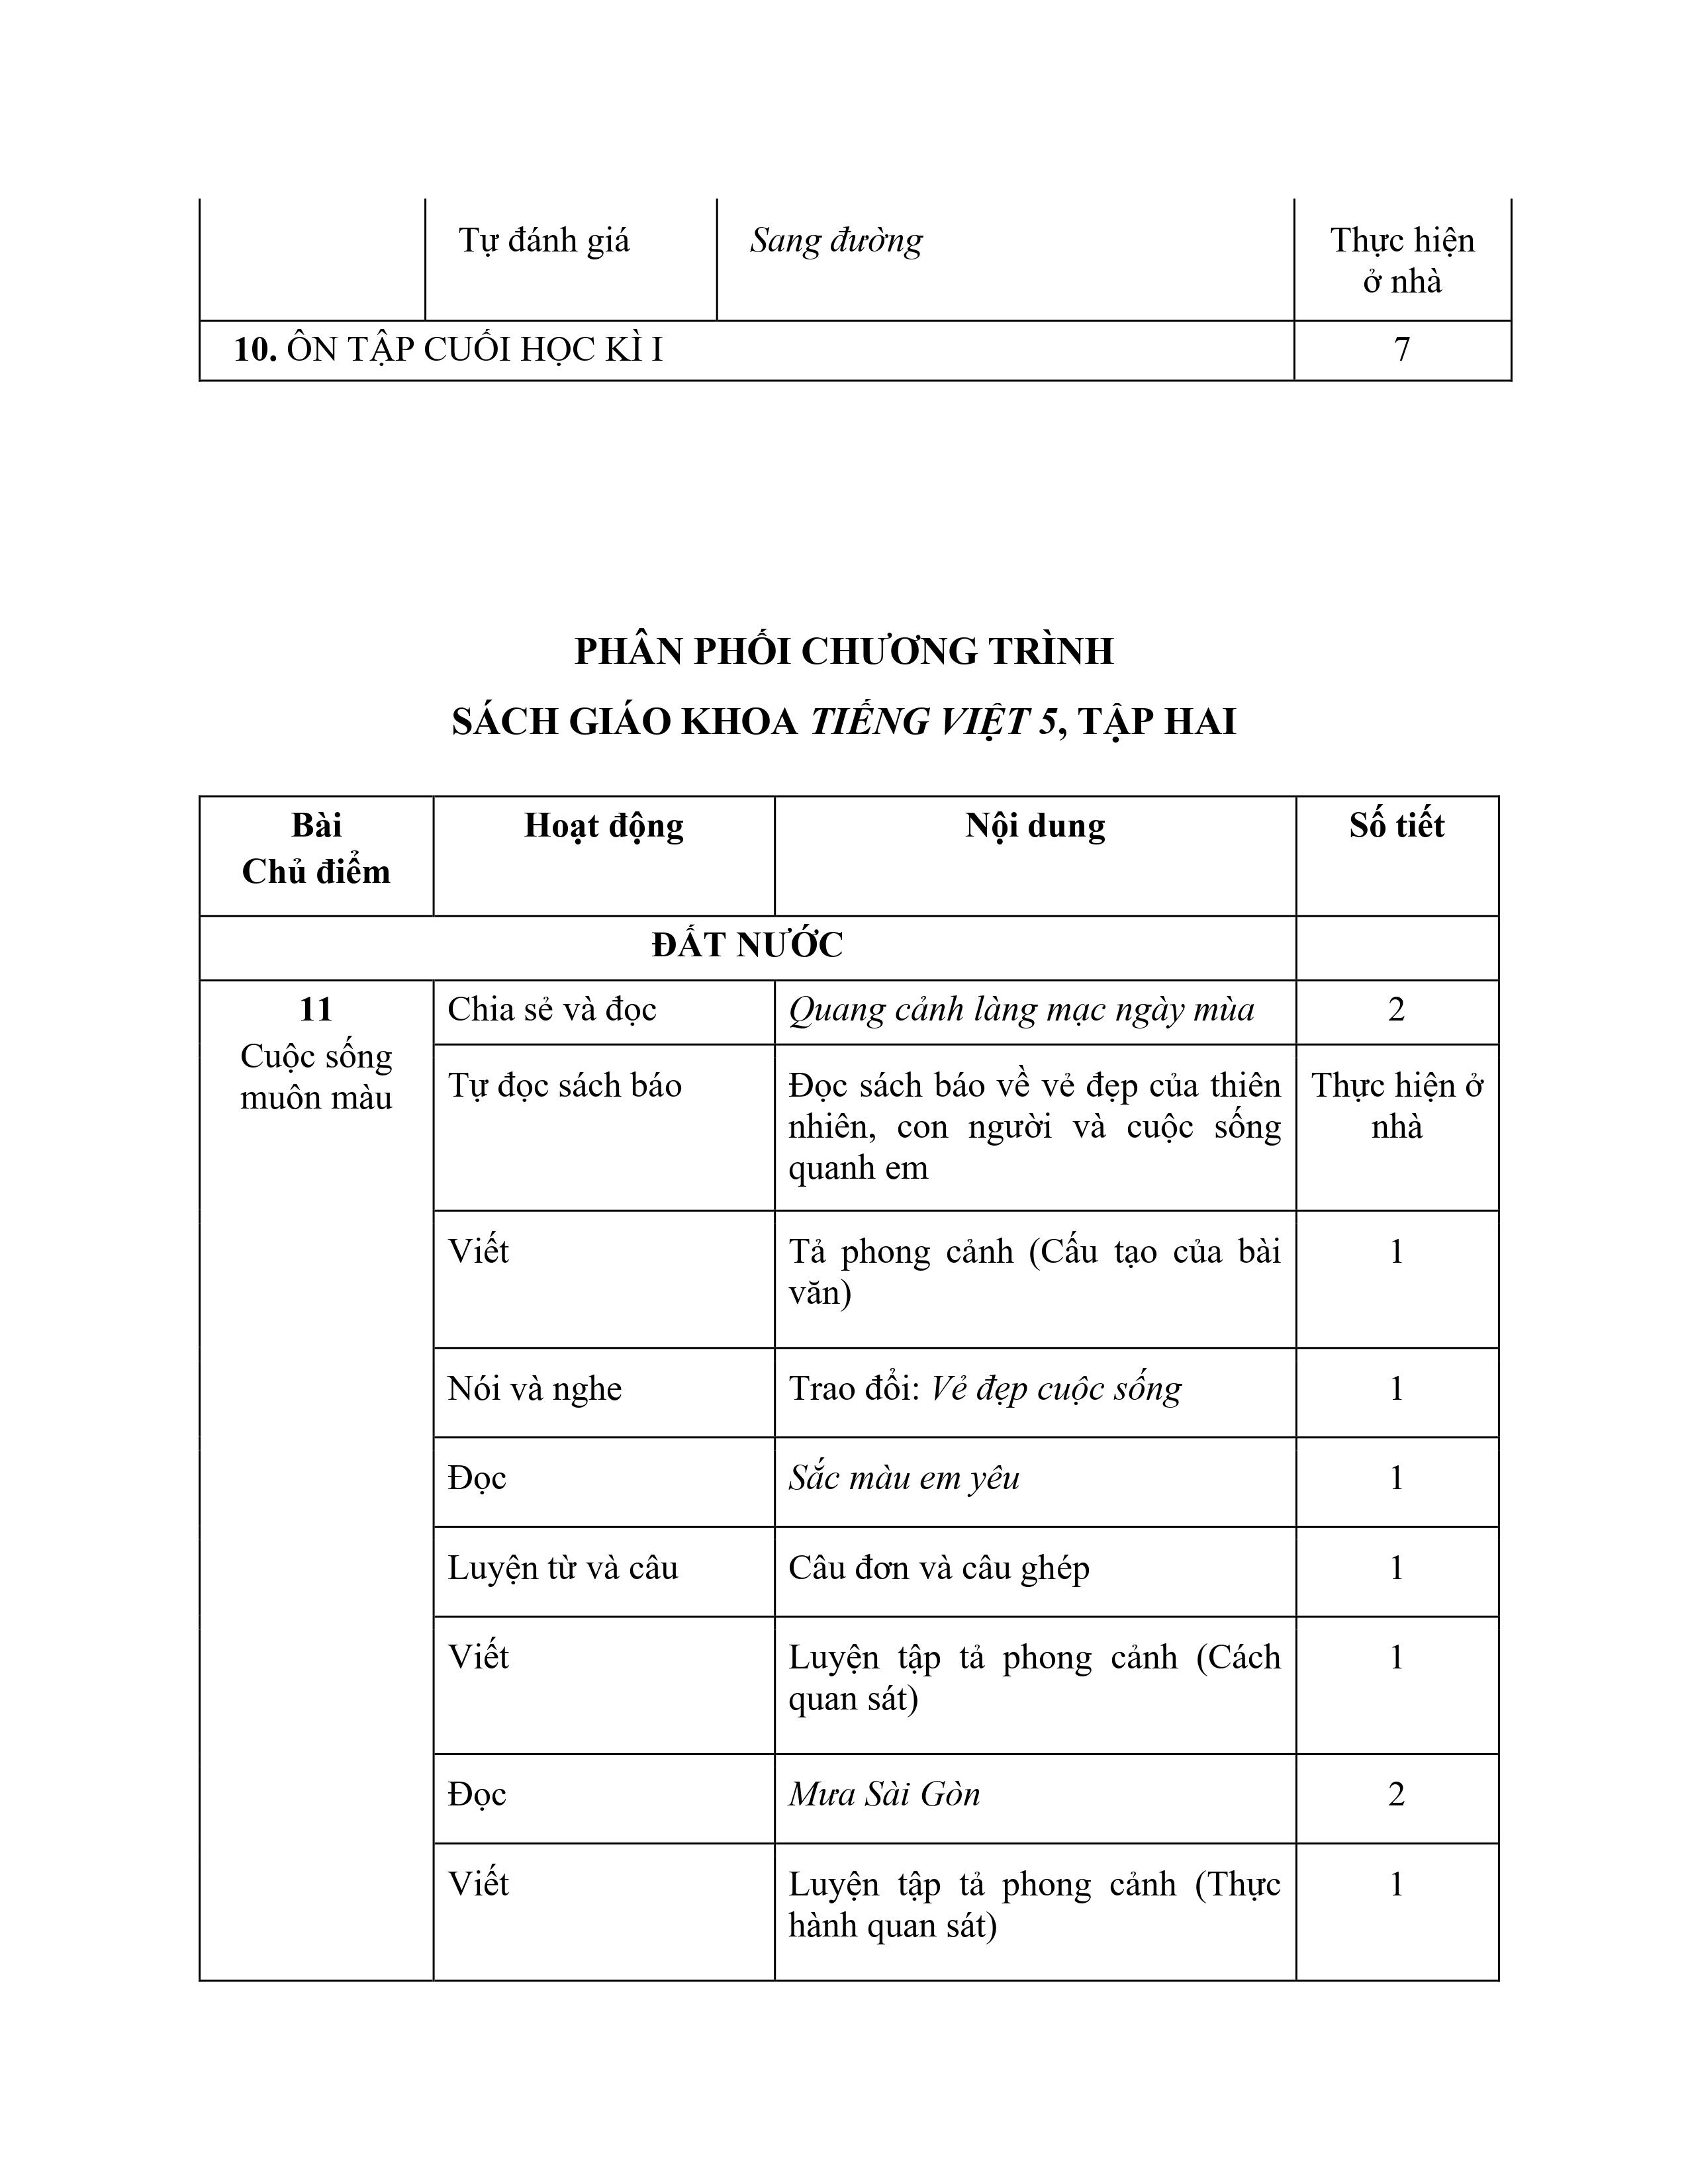 Tự đánh giá Sang đường Thực hiện
ở nhà
10. ÔN TẬP CUỐI HỌC KÌ I 7
PHÂN PHỐI CHƯƠNG TRÌNH
SÁCH GIÁO KHOA TIẾNG VIỆT 5, TẬP HAI
Bài Hoạt động Nội dung Số tiết
Chủ điểm
ĐẤT NƯỚC
11 Chia sẻ và đọc Quang cảnh làng mạc ngày mùa 2
Cuộc sống
muôn màu
Tự đọc sách báo Đọc sách báo về vẻ đẹp của thiên Thực hiện ở
nhiên, con người và cuộc sống nhà
quanh em
Viết Tả phong cảnh (Cấu tạo của bài 1
văn)
Nói và nghe Trao đổi: Vẻ đẹp cuộc sống 1
Đọc Sắc màu em yêu 1
Luyện từ và câu Câu đơn và câu ghép 1
Viết Luyện tập tả phong cảnh (Cách 1
quan sát)
Đọc Mưa Sài Gòn 2
Viết Luyện tập tả phong cảnh (Thực 1
hành quan sát)